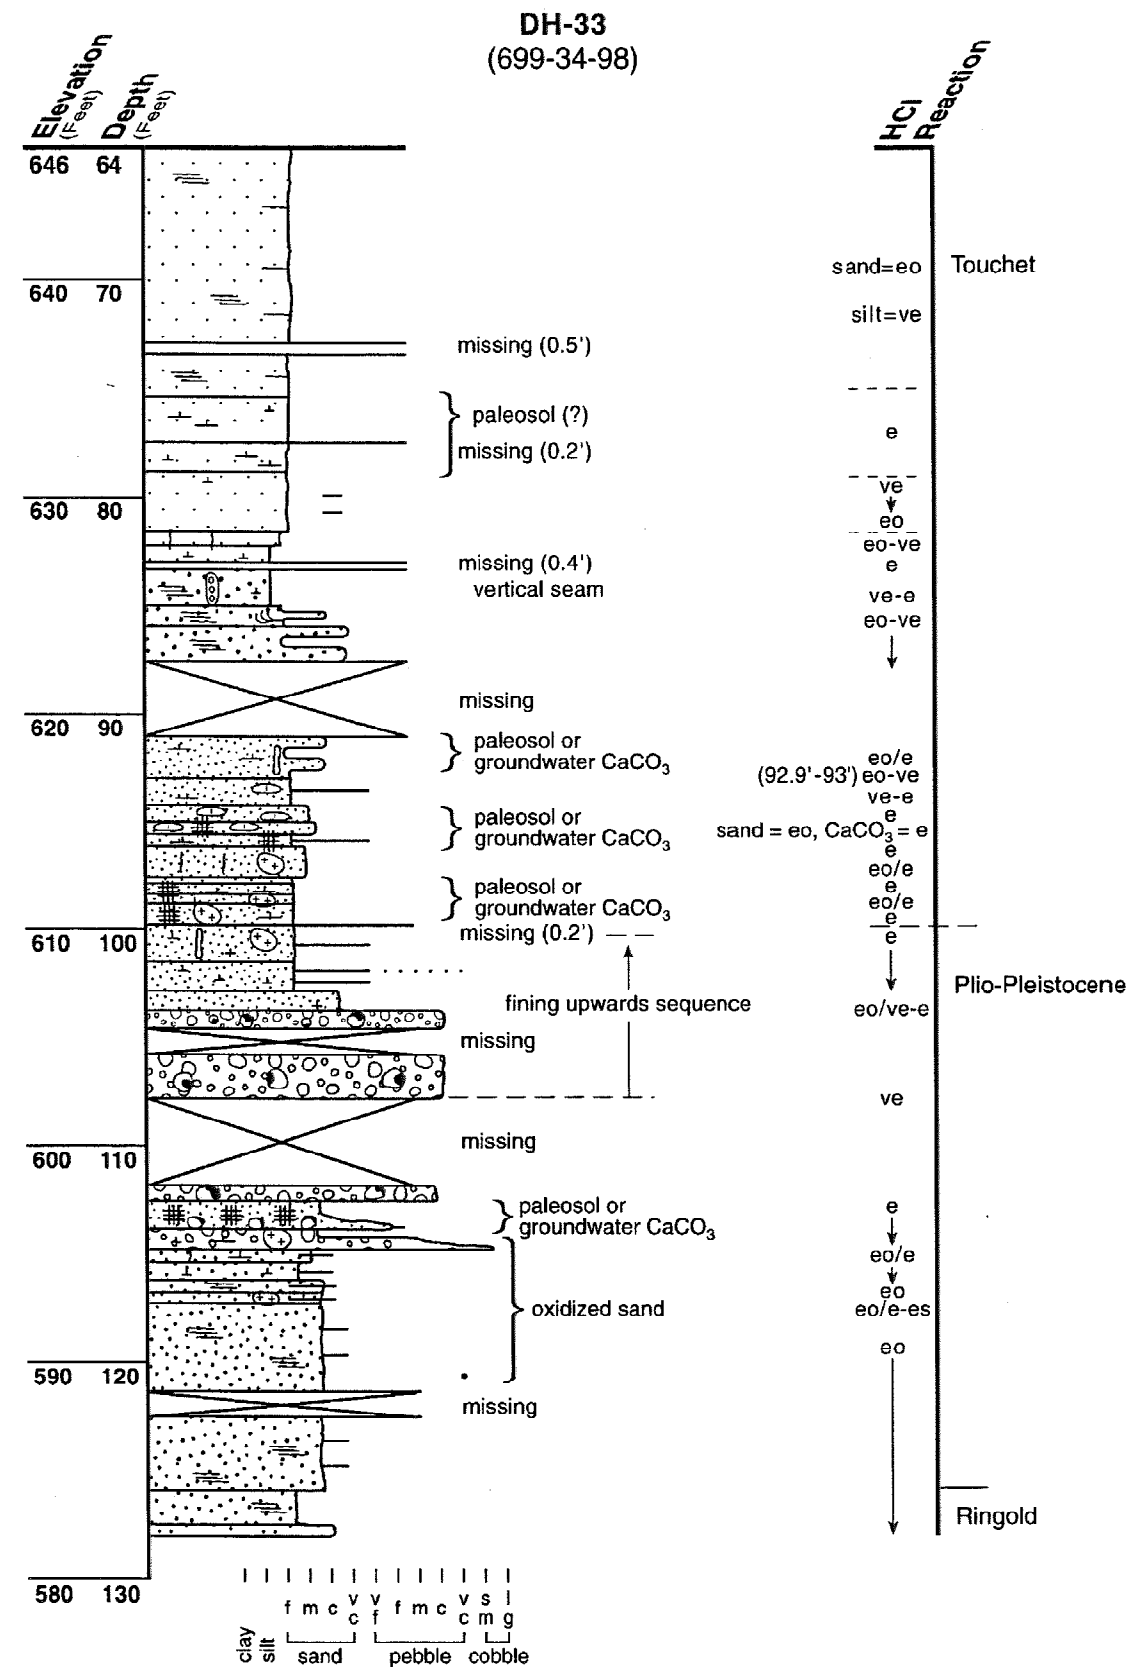 DH-33
(699-34-98)
Elevation
(Feet)
Depth
(Feet)
HCl
Reaction
646 64
sand=eo Touchet
640 70
silt=ve
missing (0.5')
paleosol (?)
e
missing (0.2')
ve
630 80
eo
eo-ve
missing (0.4')
e
vertical seam
ve-e
eo-ve
missing
620 90
paleosol or
groundwater CaCO3
eo/e
(92.9'-93') eo-ve
ve-e
e
paleosol or
groundwater CaCO3
sand = eo, CaCO3 = e
e
eo/e
paleosol or
groundwater CaCO3
e
eo/e
e
missing (0.2')
610 100
e
Plio-Pleistocene
fining upwards sequence
eo/ve-e
missing
ve
missing
600 110
paleosol or
groundwater CaCO3
e
eo/e
eo
oxidized sand
eo/e-es
eo
590 120
missing
Ringold
580 130
f m c vc vf f m c vc sm lg
clay silt sand pebble cobble